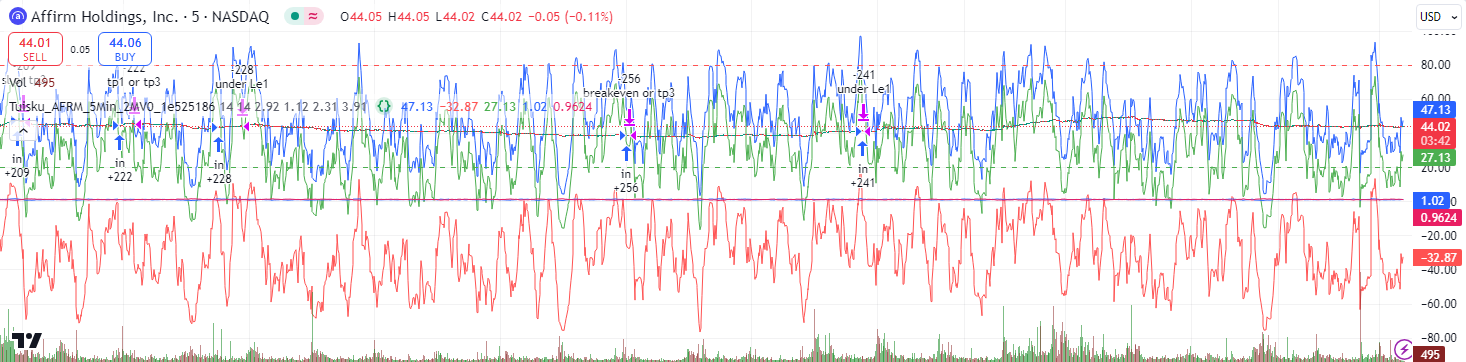 Affirm Holdings, Inc. · 5 · NASDAQ
O44.05 H44.05 L44.02 C44.02 −0.05 (−0.11%)
USD
44.01
SELL
0.05
44.06
BUY
Vol 495
Tuisku_AFRM_5Min_2MV0_1e525186 14 14 2.92 1.12 2.31 3.91 47.13 −32.87 27.13 1.02 0.9624
-222
tp1 or tp3
-228
under Le1
-256
breakeven or tp3
-241
under Le1
in
+209
in
+222
in
+228
in
+256
in
+241
80.00
60.00
47.13
44.02
03:42
27.13
20.00
1.02
0.9624
−20.00
−32.87
−40.00
−60.00
−80.00
495